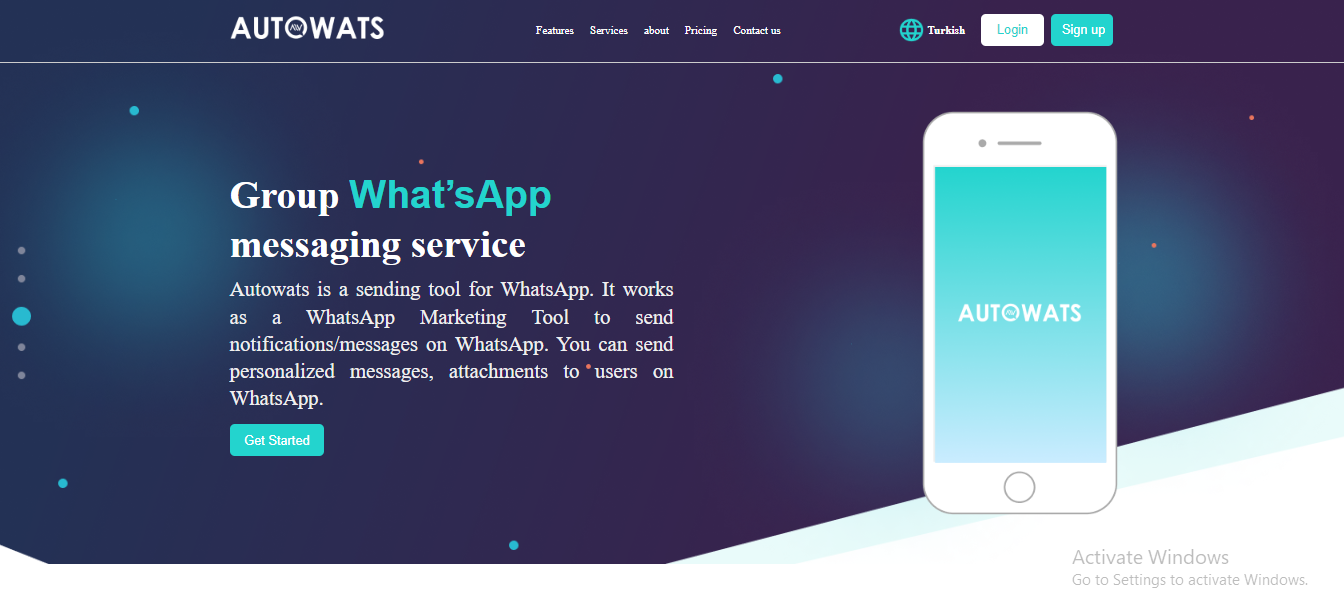 AUTOWATS
Features Services about Pricing Contact us
Turkish Login Sign up
Group What’sApp
messaging service
Autowats is a sending tool for WhatsApp. It works
as a WhatsApp Marketing Tool to send
notifications/messages on WhatsApp. You can send
personalized messages, attachments to users on
WhatsApp.
Get Started
AUTOWATS
Activate Windows
Go to Settings to activate Windows.